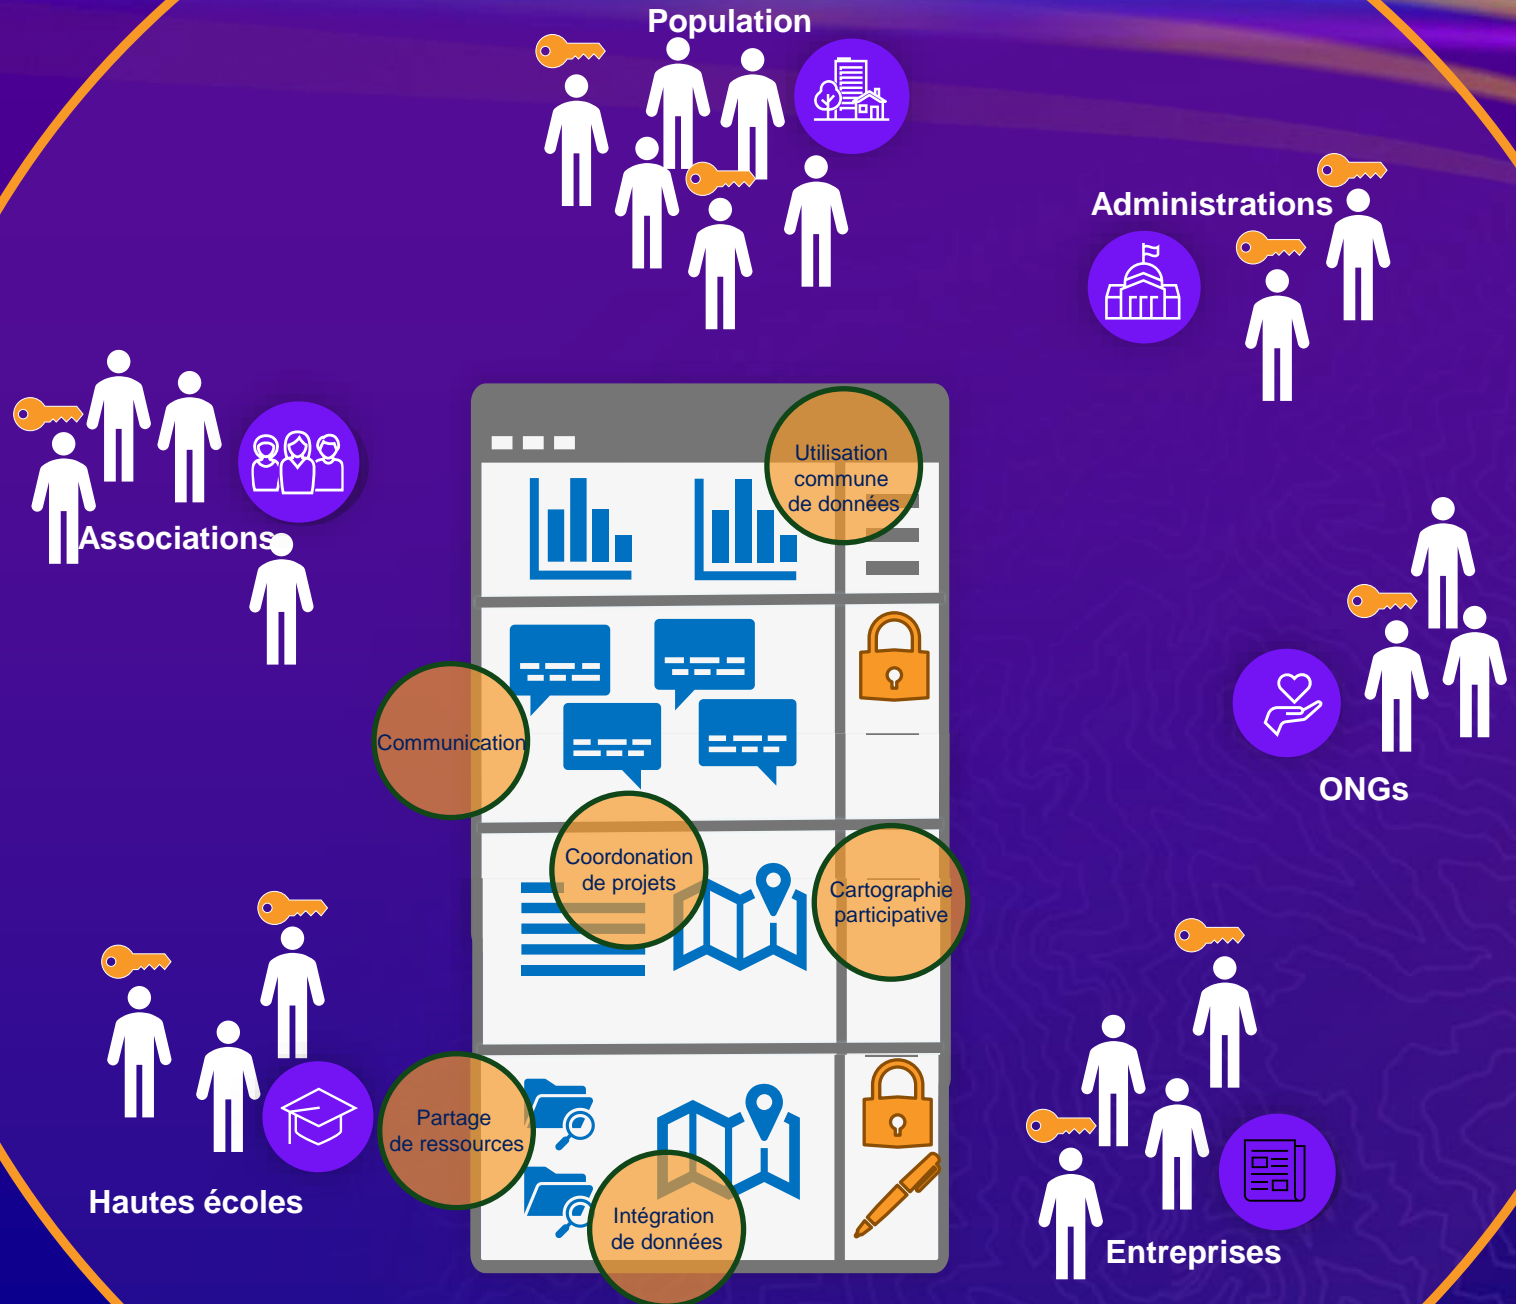 Population
Administrations
Utilisation
commune
de données
Associations
Communication
ONGs
Coordonation
de projets
Cartographie
participative
Partage
de ressources
Hautes écoles
Intégration
de données
Entreprises